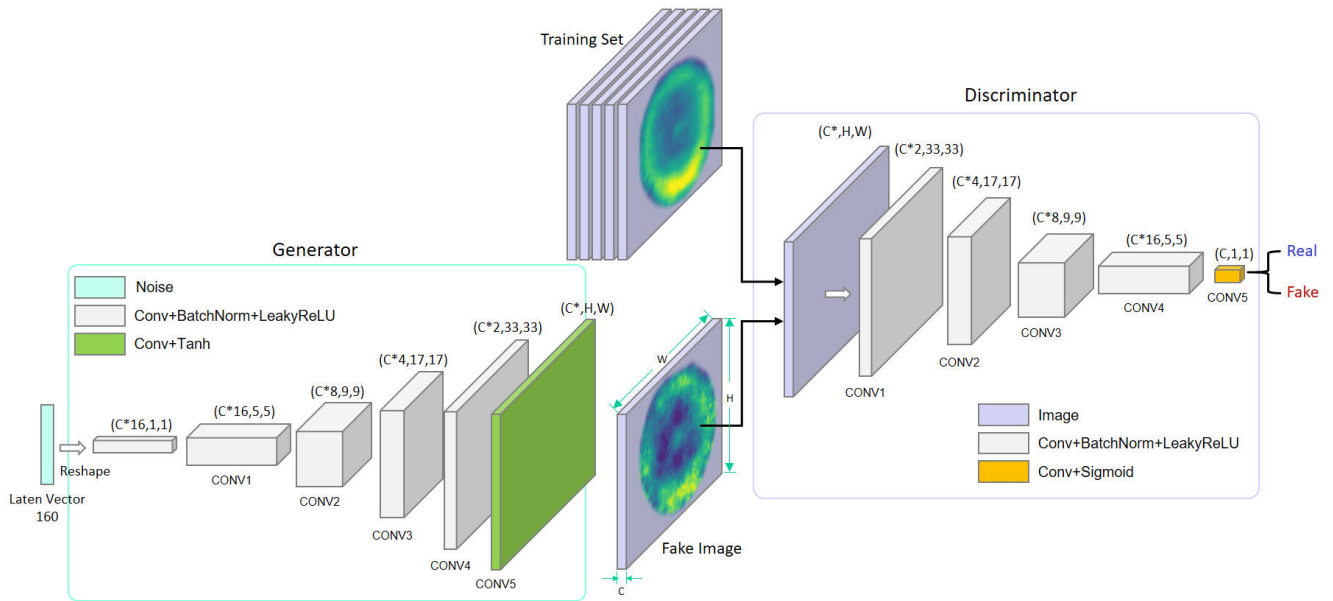 Training Set
Discriminator
(C*,H,W)
(C*2,33,33)
(C*4,17,17)
(C*8,9,9)
(C*16,5,5)
(C,1,1)
Real
Fake
CONV1
CONV2
CONV3
CONV4
CONV5
Image
Conv+BatchNorm+LeakyReLU
Conv+Sigmoid
Generator
Noise
Conv+BatchNorm+LeakyReLU
Conv+Tanh
(C*16,1,1)
(C*16,5,5)
(C*8,9,9)
(C*4,17,17)
(C*2,33,33)
(C*,H,W)
Reshape
Laten Vector
160
CONV1
CONV2
CONV3
CONV4
CONV5
W
H
Fake Image
C